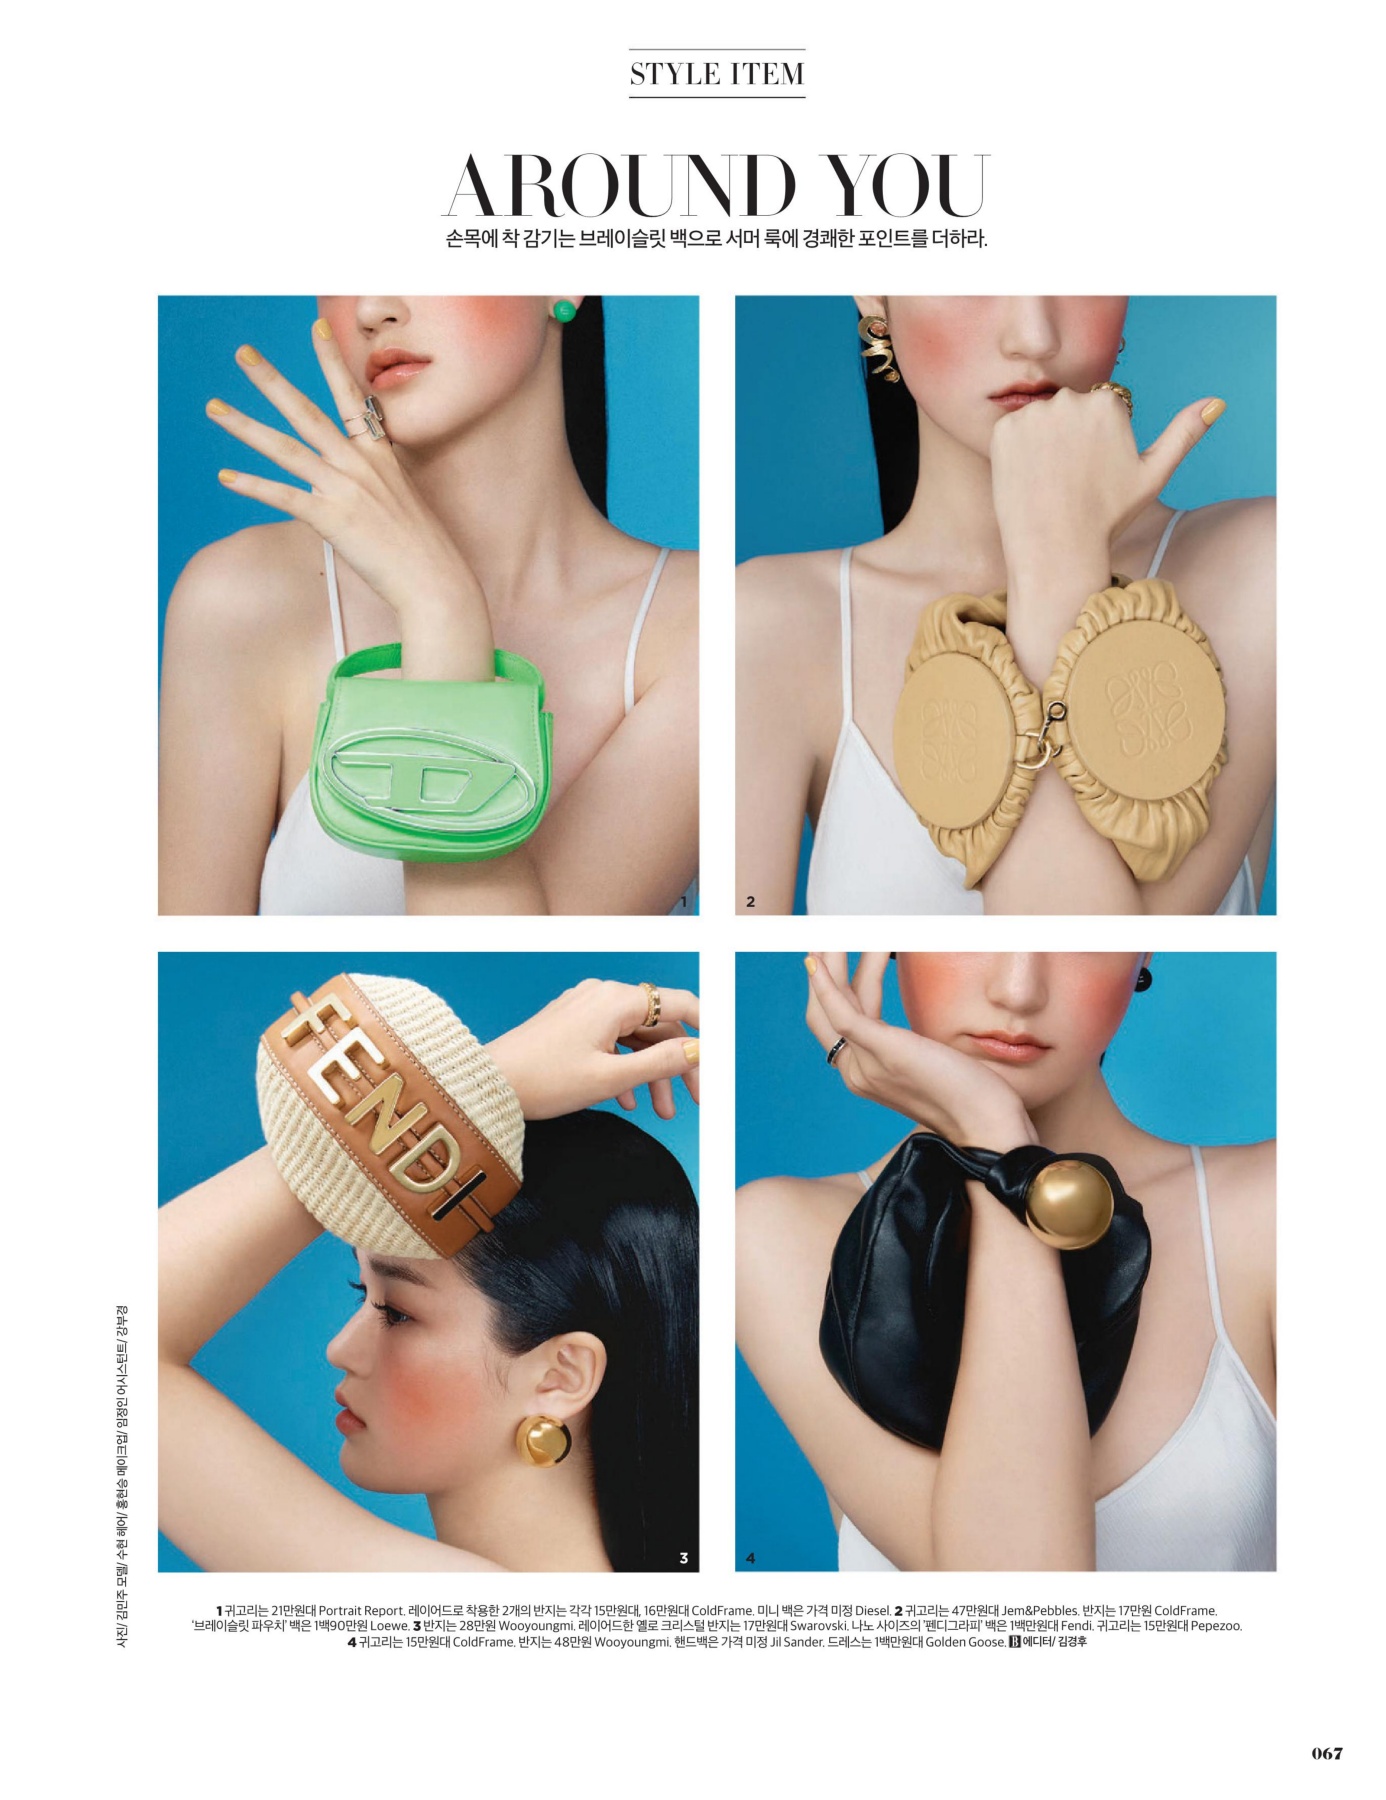 STYLE ITEM
AROUND YOU
손목에 착 감기는 브레이슬릿 백으로 서머 룩에 경쾌한 포인트를 더하라.
1
2
FENDI
3
4
사진/ 김민주 모델/ 수현 헤어/ 홍현승 메이크업/ 임정인 어시스턴트/ 강부경
1 귀고리는 21만원대 Portrait Report. 레이어드로 착용한 2개의 반지는 각각 15만원대, 16만원대 ColdFrame. 미니 백은 가격 미정 Diesel. 2 귀고리는 47만원대 Jem&Pebbles. 반지는 17만원 ColdFrame.
'브레이슬릿 파우치' 백은 1백90만원 Loewe. 3 반지는 28만원 Wooyoungmi. 레이어드한 옐로 크리스털 반지는 17만원대 Swarovski. 나노 사이즈의 '펜디그라피' 백은 1백만원대 Fendi. 귀고리는 15만원대 Pepezoo.
4 귀고리는 15만원대 ColdFrame. 반지는 48만원 Wooyoungmi. 핸드백은 가격 미정 Jil Sander. 드레스는 1백만원대 Golden Goose. B 에디터/ 김경후
067